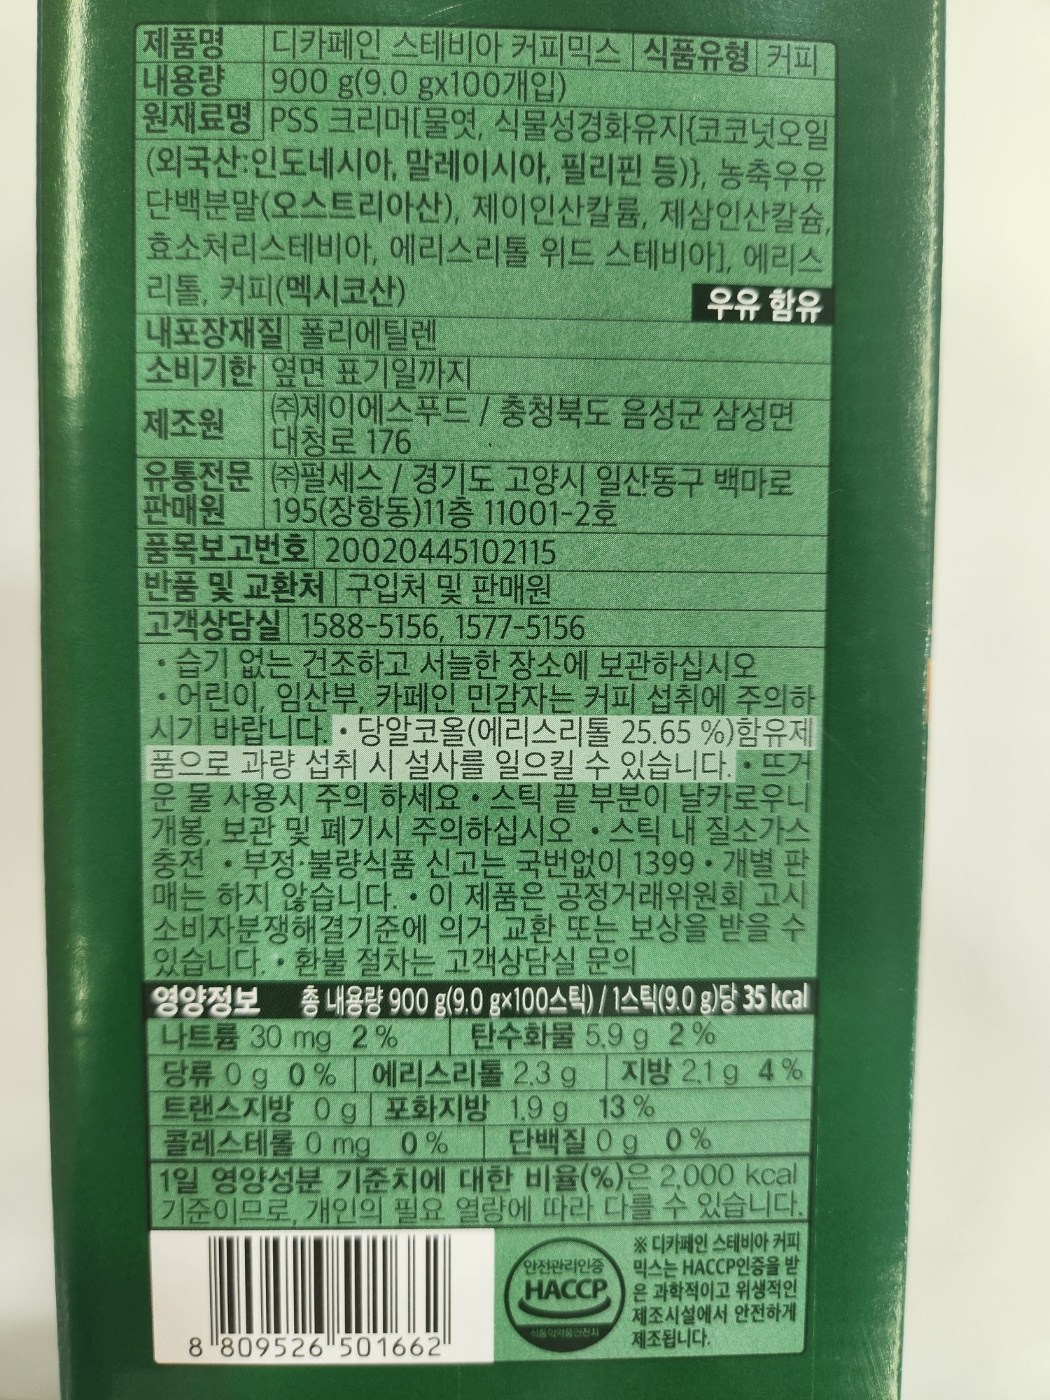 제품명 디카페인 스테비아 커피믹스 식품유형 커피
내용량 900 g(9.0 gx100개입)
원재료명 PSS 크리머[물엿, 식물성경화유지{코코넛오일
(외국산:인도네시아, 말레이시아, 필리핀 등)}, 농축우유
단백분말(오스트리아산), 제이인산칼륨, 제삼인산칼슘,
효소처리스테비아, 에리스리톨 위드 스테비아], 에리스
리톨, 커피(멕시코산)
우유 함유
내포장재질 폴리에틸렌
소비기한 옆면 표기일까지
제조원 ㈜제이에스푸드 / 충청북도 음성군 삼성면
대청로 176
유통전문 ㈜펄세스 / 경기도 고양시 일산동구 백마로
판매원 195(장항동)11층 11001-2호
품목보고번호 20020445102115
반품 및 교환처 구입처 및 판매원
고객상담실 1588-5156, 1577-5156
• 습기 없는 건조하고 서늘한 장소에 보관하십시오
• 어린이, 임산부, 카페인 민감자는 커피 섭취에 주의하
시기 바랍니다. • 당알코올(에리스리톨 25.65 %)함유제
품으로 과량 섭취 시 설사를 일으킬 수 있습니다. • 뜨거
운 물 사용시 주의 하세요 • 스틱 끝 부분이 날카로우니
개봉, 보관 및 폐기시 주의하십시오 • 스틱 내 질소가스
충전 • 부정·불량식품 신고는 국번없이 1399 • 개별 판
매는 하지 않습니다. • 이 제품은 공정거래위원회 고시
소비자분쟁해결기준에 의거 교환 또는 보상을 받을 수
있습니다. • 환불 절차는 고객상담실 문의
영양정보 총 내용량 900 g(9.0 g×100스틱) / 1스틱(9.0 g)당 35 kcal
나트륨 30 mg 2 % 탄수화물 5.9 g 2 %
당류 0 g 0 % 에리스리톨 2.3 g 지방 2.1 g 4 %
트랜스지방 0 g 포화지방 1.9 g 13 %
콜레스테롤 0 mg 0 % 단백질 0 g 0 %
1일 영양성분 기준치에 대한 비율(%)은 2,000 kcal
기준이므로, 개인의 필요 열량에 따라 다를 수 있습니다.
8 809526 501662
안전관리인증
HACCP
식품의약품안전처
※ 디카페인 스테비아 커피
믹스는 HACCP인증을 받
은 과학적이고 위생적인
제조시설에서 안전하게
제조됩니다.